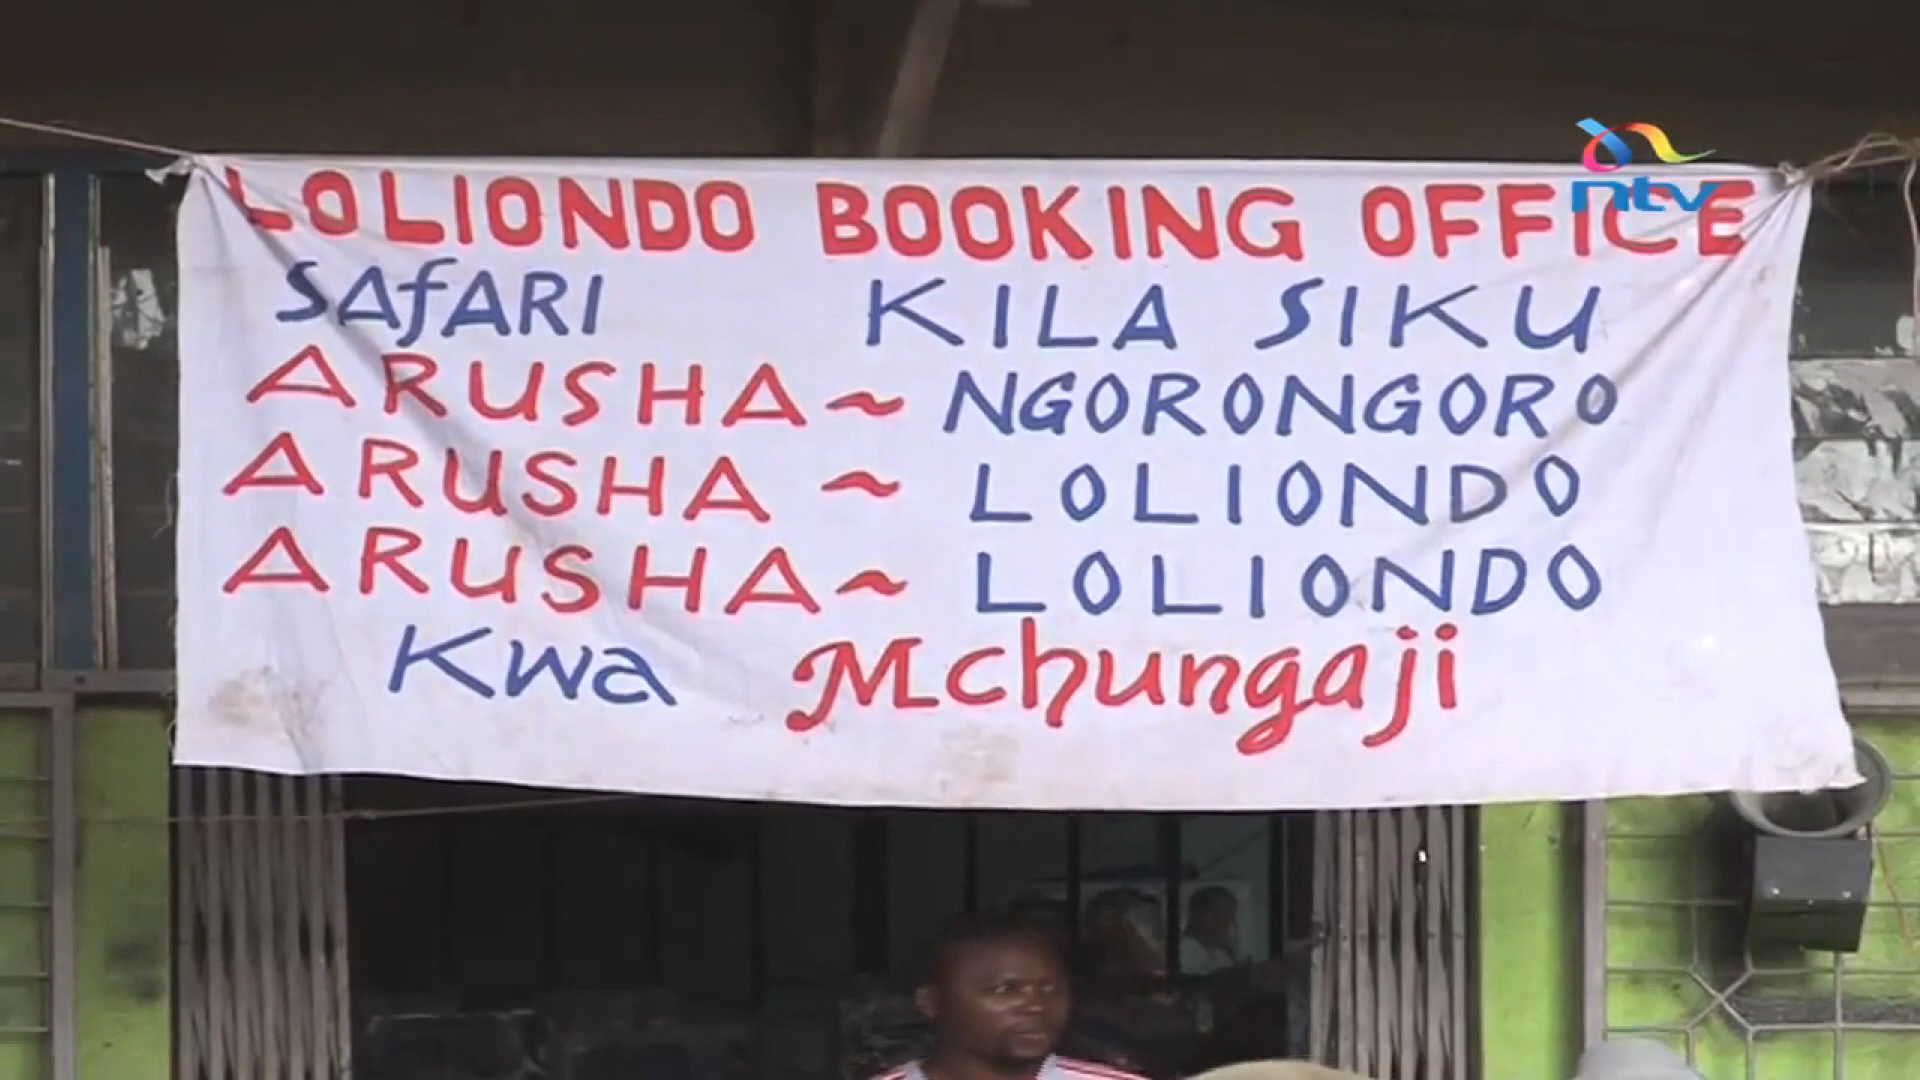 ntv
LOLIONDO BOOKING OFFICE
SAfARI KILA SIKU
ARUSHA~ NGORONGORO
ARUSHA ~ LOLIONDO
ARUSHA~ LOLIONDO
Kwa Mchungaji